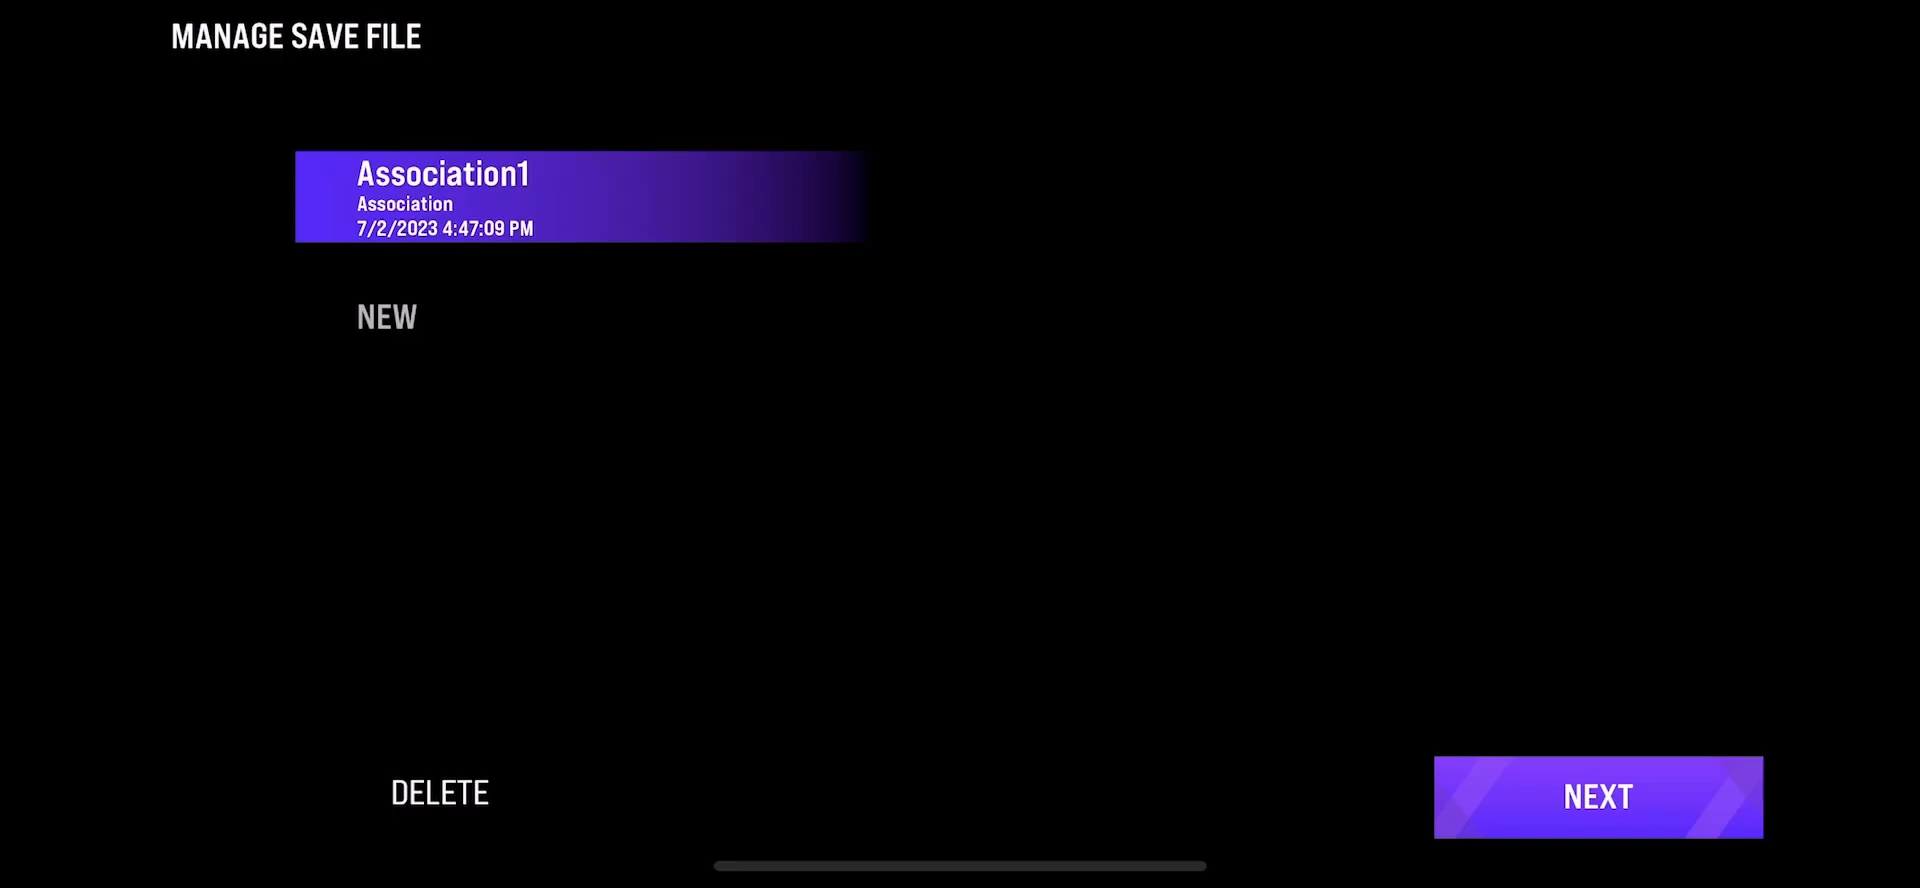 MANAGE SAVE FILE
Association1
Association
7/2/2023 4:47:09 PM
NEW
DELETE
NEXT